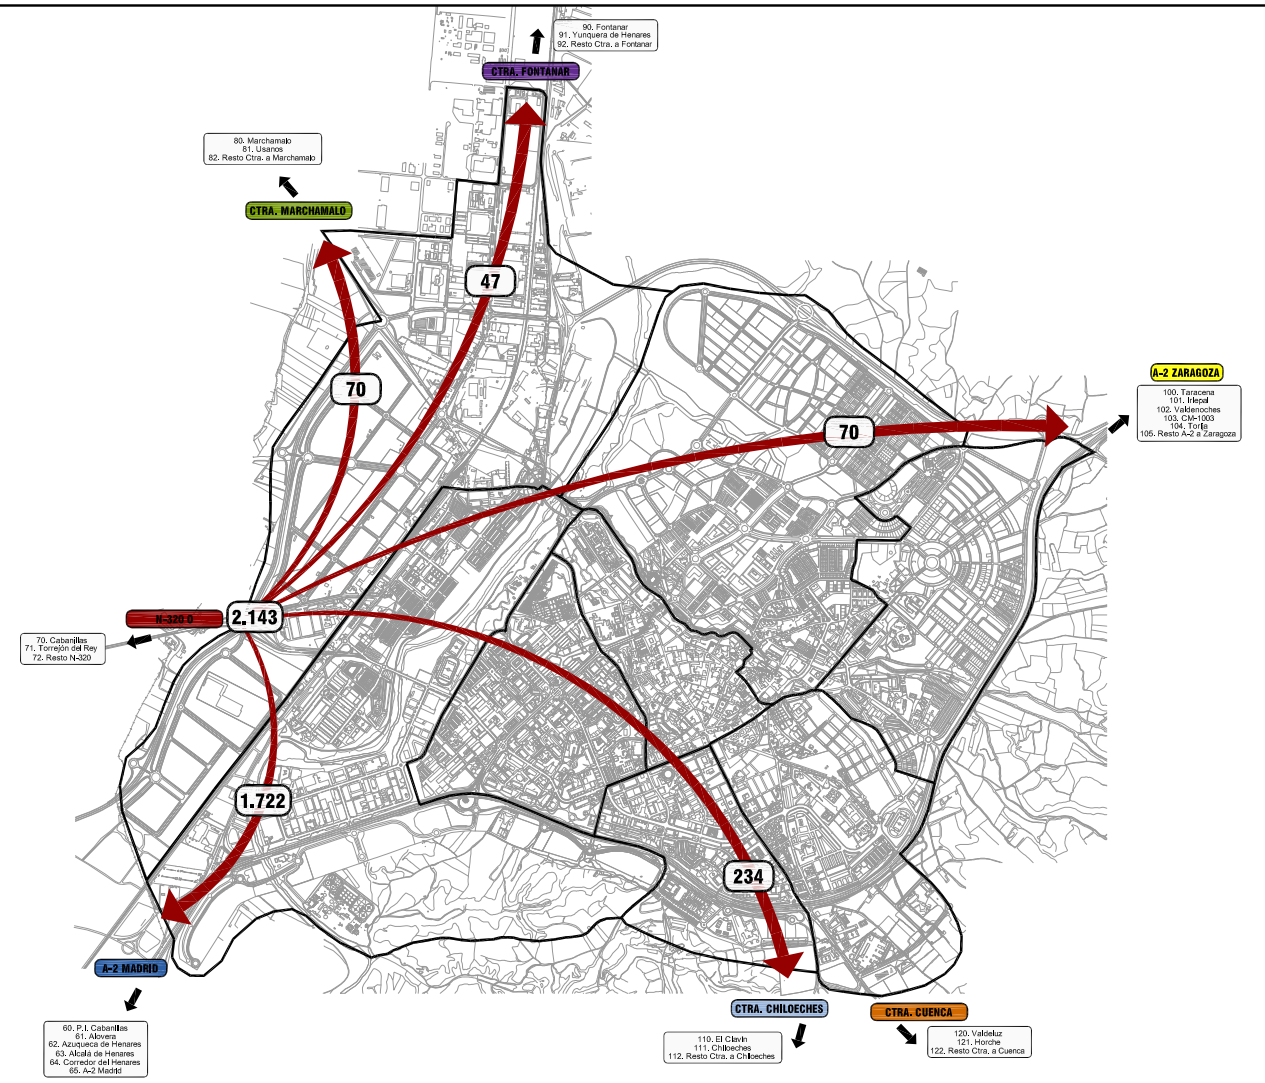 90. Fontanar
91. Yunquera de Henares
92. Resto Ctra. a Fontanar
CTRA. FONTANAR
80. Marchamalo
81. Usanos
82. Resto Ctra. a Marchamalo
CTRA. MARCHAMALO
47
70
A-2 ZARAGOZA
100. Taracena
101. Iriepal
102. Valdenoches
103. CM-1003
104. Torija
105. Resto A-2 a Zaragoza
70
N-320 O
2.143
70. Cabanillas
71. Torrejón del Rey
72. Resto N-320
1.722
234
A-2 MADRID
60. P.I. Cabanillas
61. Alovera
62. Azuqueca de Henares
63. Alcalá de Henares
64. Corredor del Henares
65. A-2 Madrid
CTRA. CHILOECHES
110. El Clavín
111. Chiloeches
112. Resto Ctra. a Chiloeches
CTRA. CUENCA
120. Valdeluz
121. Horche
122. Resto Ctra. a Cuenca